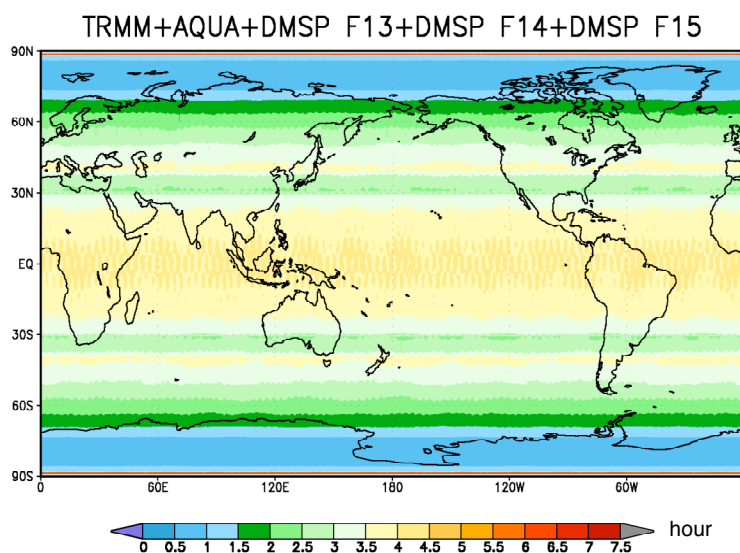 TRMM+AQUA+DMSP F13+DMSP F14+DMSP F15
90N
60N
30N
EQ
30S
60S
90S
0 60E 120E 180 120W 60W
0 0.5 1 1.5 2 2.5 3 3.5 4 4.5 5 5.5 6 6.5 7 7.5 hour